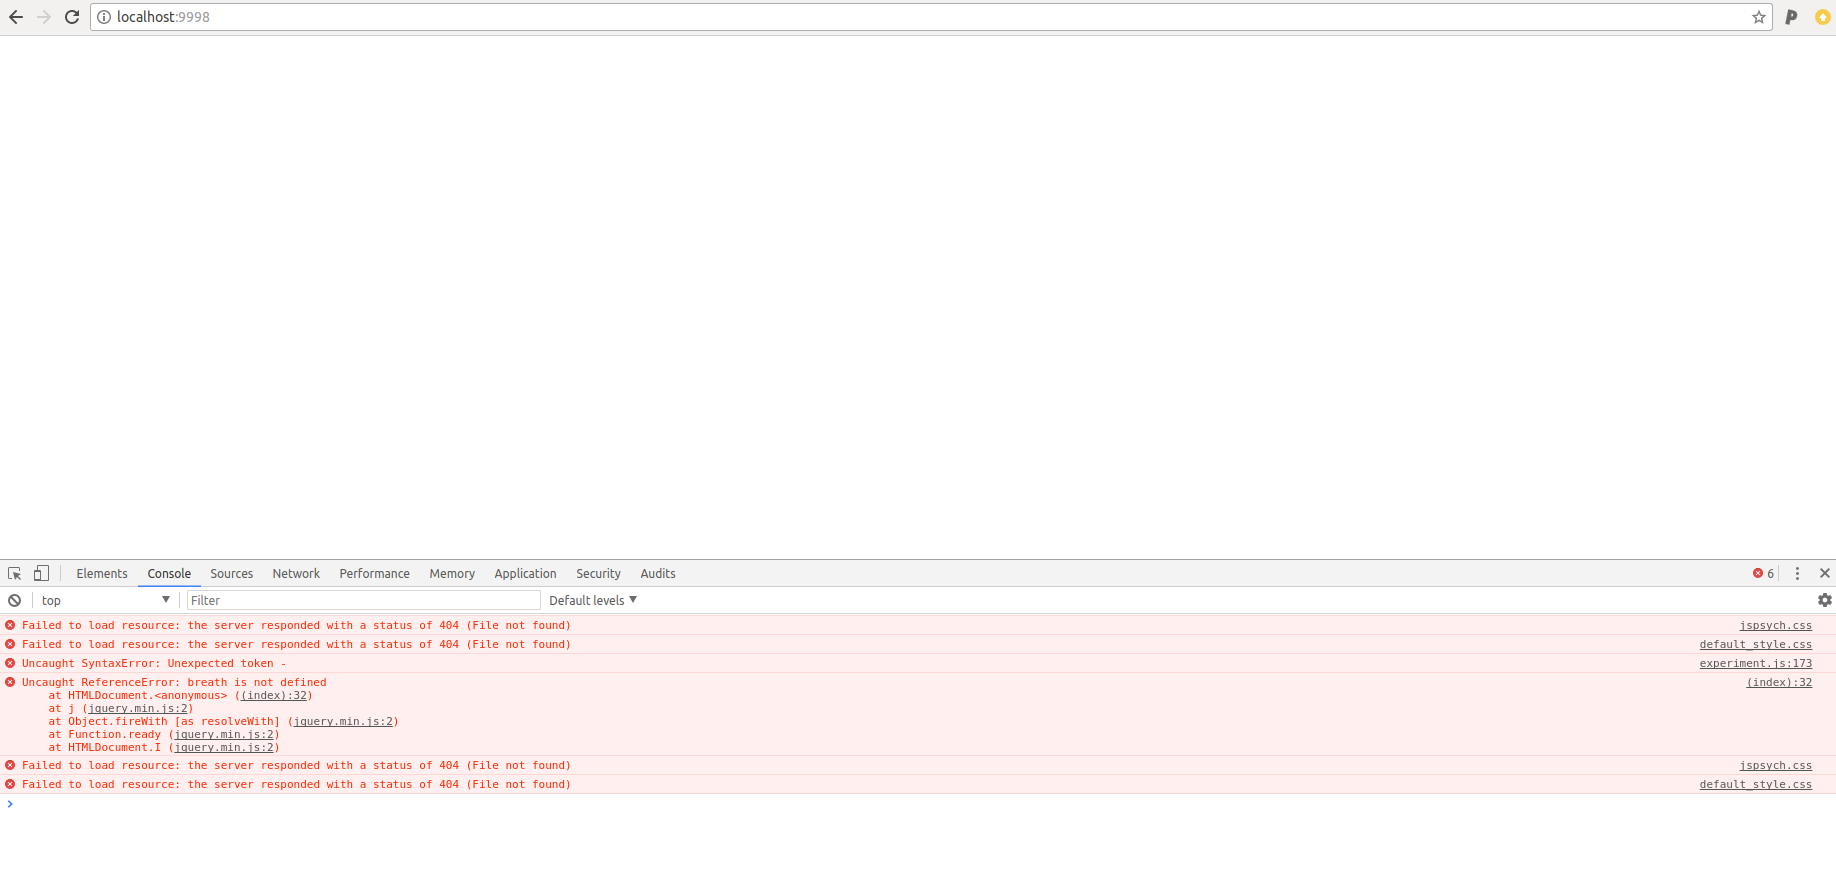 localhost:9998
Elements Console Sources Network Performance Memory Application Security Audits 6
top Filter Default levels
Failed to load resource: the server responded with a status of 404 (File not found) jspsych.css
Failed to load resource: the server responded with a status of 404 (File not found) default_style.css
Uncaught SyntaxError: Unexpected token - experiment.js:173
Uncaught ReferenceError: breath is not defined (index):32
at HTMLDocument.<anonymous> ((index):32)
at j (jquery.min.js:2)
at Object.fireWith [as resolveWith] (jquery.min.js:2)
at Function.ready (jquery.min.js:2)
at HTMLDocument.I (jquery.min.js:2)
Failed to load resource: the server responded with a status of 404 (File not found) jspsych.css
Failed to load resource: the server responded with a status of 404 (File not found) default_style.css